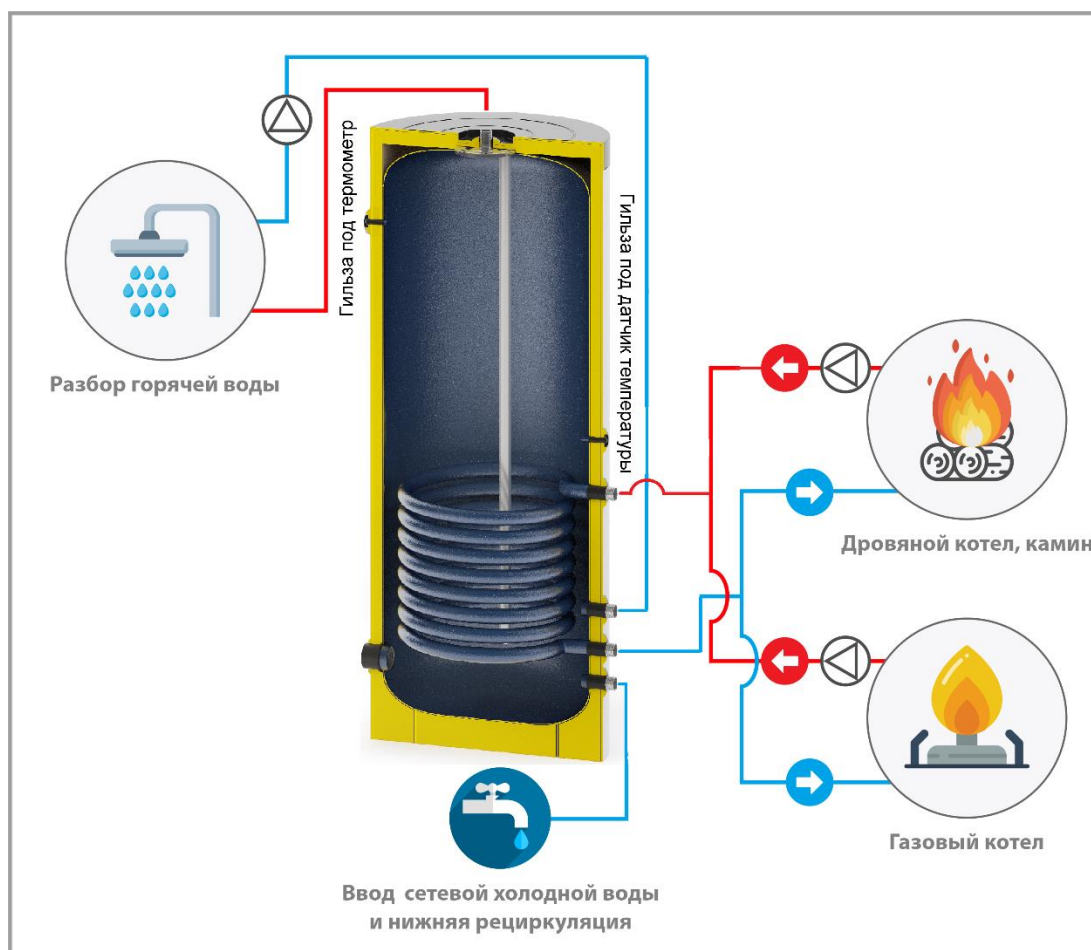 Гильза под термометр
Гильза под датчик температуры
Разбор горячей воды
Дровяной котел, камин
Газовый котел
Ввод сетевой холодной воды
и нижняя рециркуляция